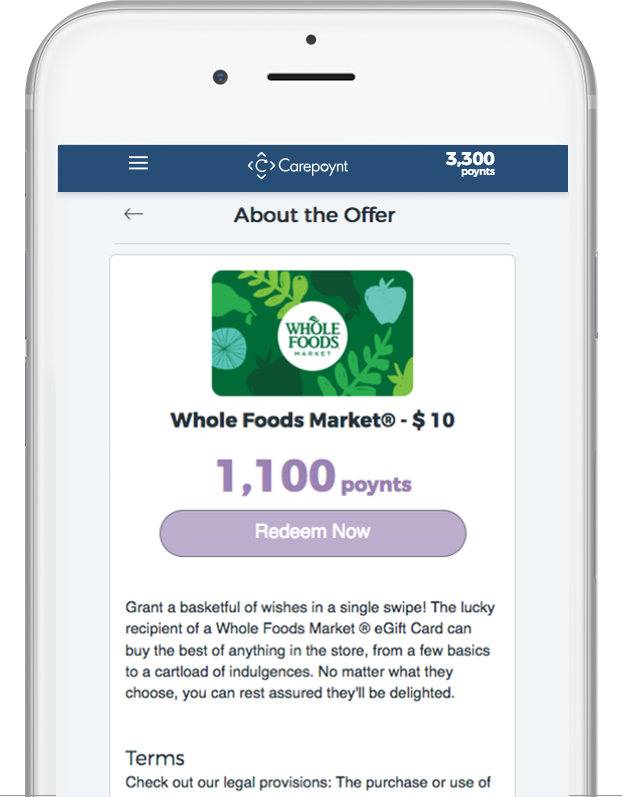 Carepoynt
3,300
poynts
About the Offer
WHOLE
FOODS
MARKET
Whole Foods Market® - $ 10
1,100 poynts
Redeem Now
Grant a basketful of wishes in a single swipe! The lucky
recipient of a Whole Foods Market ® eGift Card can
buy the best of anything in the store, from a few basics
to a cartload of indulgences. No matter what they
choose, you can rest assured they'll be delighted.
Terms
Check out our legal provisions: The purchase or use of